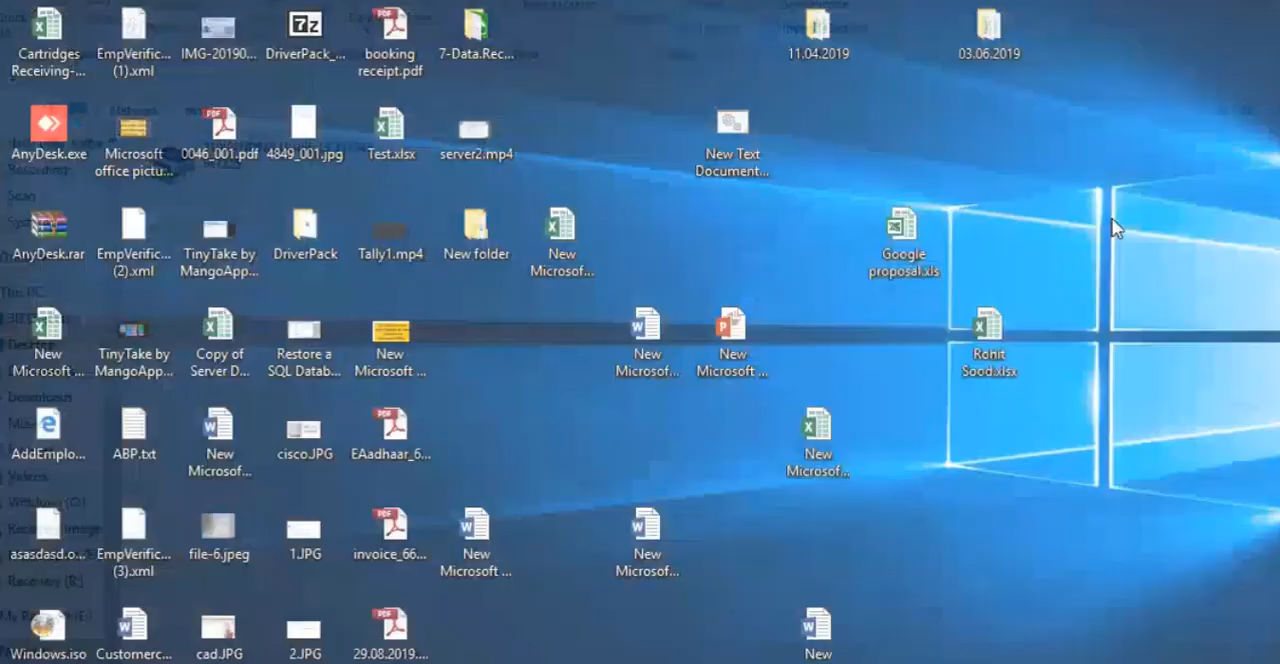 Cartridges
Receiving-...
EmpVerific...
(1).xml
IMG-20190...
DriverPack_...
booking
receipt.pdf
7-Data.Rec...
11.04.2019
03.06.2019
AnyDesk.exe
Microsoft
office pictu...
0046_001.pdf
4849_001.jpg
Test.xlsx
server2.mp4
New Text
Document...
AnyDesk.rar
EmpVerific...
(2).xml
TinyTake by
MangoApp...
DriverPack
Tally1.mp4
New folder
New
Microsof...
Google
proposal.xls
New
Microsoft ...
TinyTake by
MangoApp...
Copy of
Server D...
Restore a
SQL Datab...
New
Microsoft ...
New
Microsof...
New
Microsoft ...
Rohit
Sood.xlsx
AddEmplo...
ABP.txt
New
Microsof...
cisco.JPG
EAadhaar_6...
New
Microsof...
asasdasd.o...
EmpVerific...
(3).xml
file-6.jpeg
1.JPG
invoice_66...
New
Microsoft ...
New
Microsof...
Windows.iso
Customerc...
cad.JPG
2.JPG
29.08.2019....
New